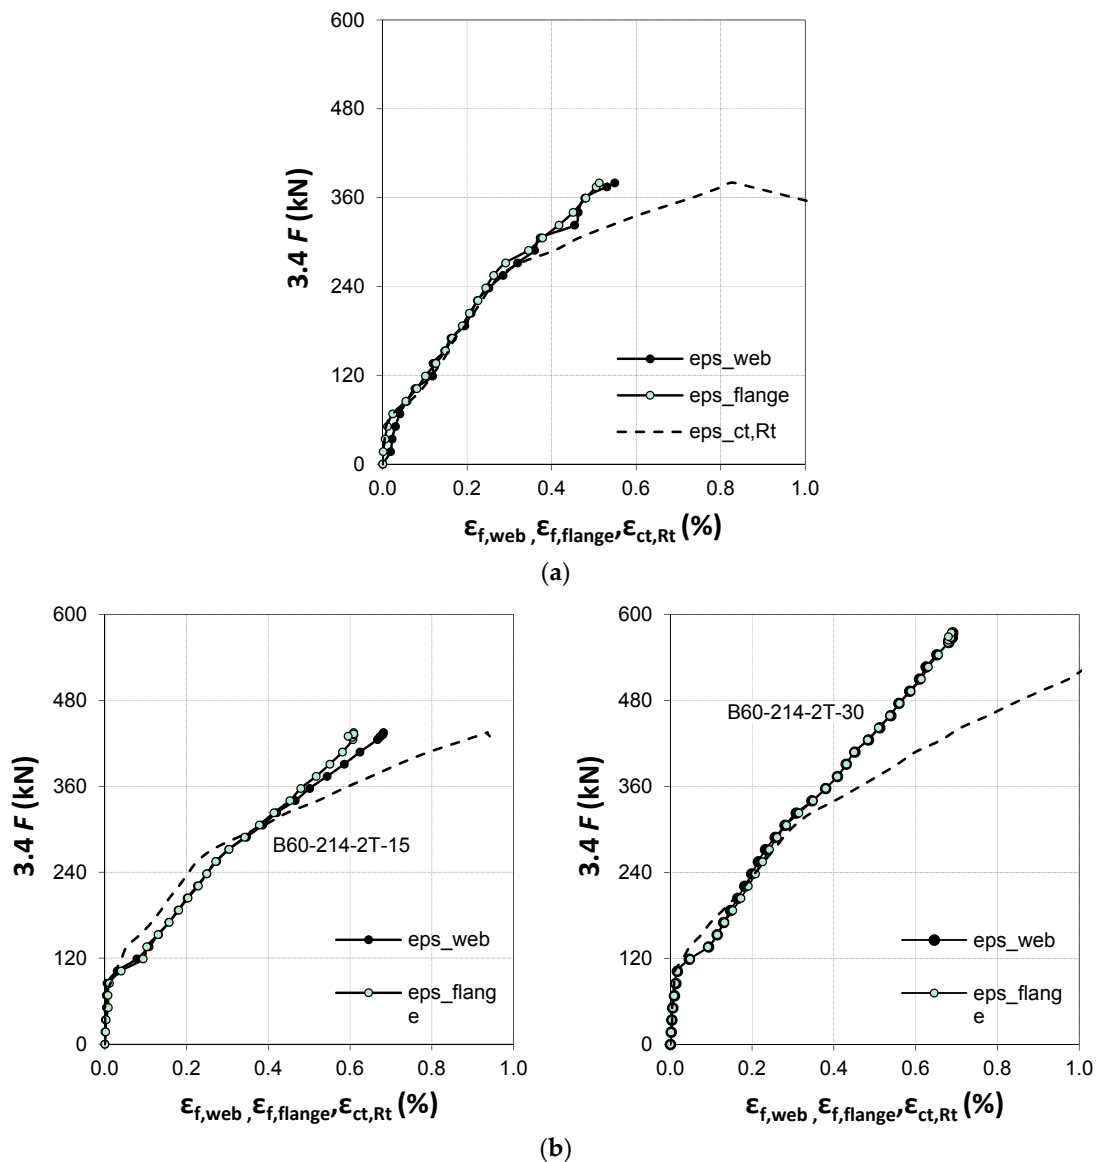 600
480
360
240
120
0
3.4 F (kN)
eps_web
eps_flange
eps_ct,Rt
0.0 0.2 0.4 0.6 0.8 1.0
εf,web ,εf,flange,εct,Rt (%)
(a)
600
480
360
240
120
0
3.4 F (kN)
B60-214-2T-15
eps_web
eps_flang
e
0.0 0.2 0.4 0.6 0.8 1.0
εf,web ,εf,flange,εct,Rt (%)
600
480
360
240
120
0
3.4 F (kN)
B60-214-2T-30
eps_web
eps_flang
e
0.0 0.2 0.4 0.6 0.8 1.0
εf,web ,εf,flange,εct,Rt (%)
(b)